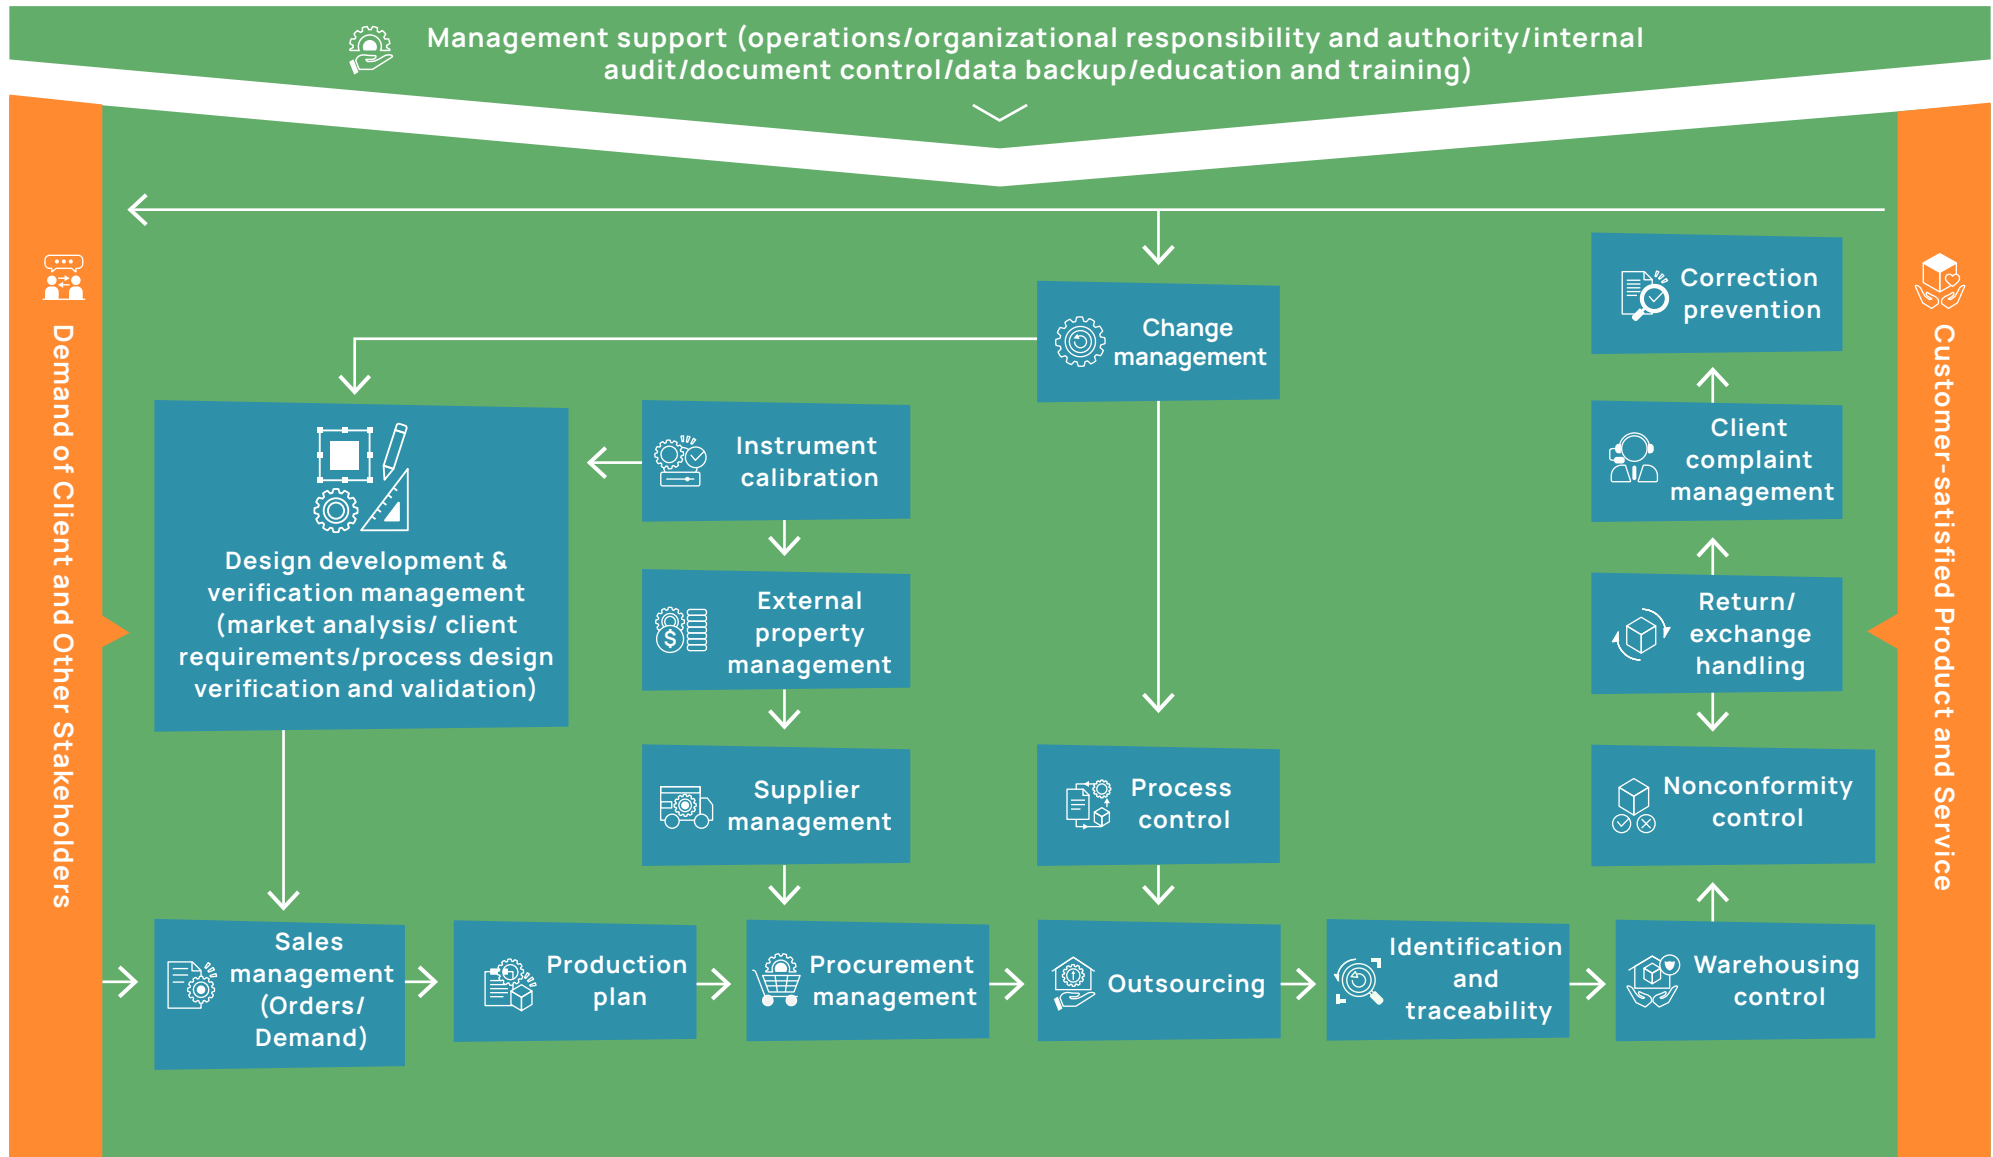 Management support (operations/organizational responsibility and authority/internal
audit/document control/data backup/education and training)
Demand of Client and Other Stakeholders
Customer-satisfied Product and Service
Change
management
Correction
prevention
Design development &
verification management
(market analysis/ client
requirements/process design
verification and validation)
Instrument
calibration
Client
complaint
management
External
property
management
Return/
exchange
handling
Supplier
management
Process
control
Nonconformity
control
Sales
management
(Orders/
Demand)
Production
plan
Procurement
management
Outsourcing
Identification
and
traceability
Warehousing
control